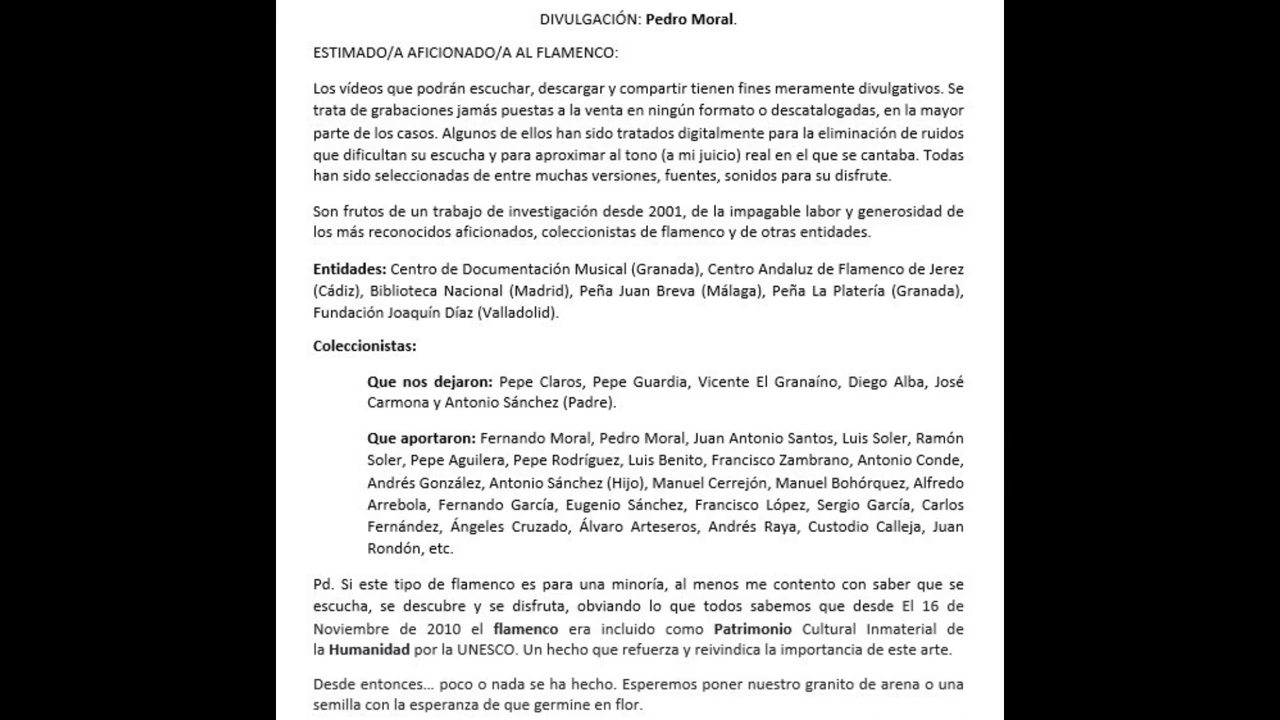 DIVULGACIÓN: Pedro Moral.
ESTIMADO/A AFICIONADO/A AL FLAMENCO:
Los vídeos que podrán escuchar, descargar y compartir tienen fines meramente divulgativos. Se
trata de grabaciones jamás puestas a la venta en ningún formato o descatalogadas, en la mayor
parte de los casos. Algunos de ellos han sido tratados digitalmente para la eliminación de ruidos
que dificultan su escucha y para aproximar al tono (a mi juicio) real en el que se cantaba. Todas
han sido seleccionadas de entre muchas versiones, fuentes, sonidos para su disfrute.
Son frutos de un trabajo de investigación desde 2001, de la impagable labor y generosidad de
los más reconocidos aficionados, coleccionistas de flamenco y de otras entidades.
Entidades: Centro de Documentación Musical (Granada), Centro Andaluz de Flamenco de Jerez
(Cádiz), Biblioteca Nacional (Madrid), Peña Juan Breva (Málaga), Peña La Platería (Granada),
Fundación Joaquín Díaz (Valladolid).
Coleccionistas:
Que nos dejaron: Pepe Claros, Pepe Guardia, Vicente El Granaíno, Diego Alba, José
Carmona y Antonio Sánchez (Padre).
Que aportaron: Fernando Moral, Pedro Moral, Juan Antonio Santos, Luis Soler, Ramón
Soler, Pepe Aguilera, Pepe Rodríguez, Luis Benito, Francisco Zambrano, Antonio Conde,
Andrés González, Antonio Sánchez (Hijo), Manuel Cerrejón, Manuel Bohórquez, Alfredo
Arrebola, Fernando García, Eugenio Sánchez, Francisco López, Sergio García, Carlos
Fernández, Ángeles Cruzado, Álvaro Arteseros, Andrés Raya, Custodio Calleja, Juan
Rondón, etc.
Pd. Si este tipo de flamenco es para una minoría, al menos me contento con saber que se
escucha, se descubre y se disfruta, obviando lo que todos sabemos que desde El 16 de
Noviembre de 2010 el flamenco era incluido como Patrimonio Cultural Inmaterial de
la Humanidad por la UNESCO. Un hecho que refuerza y reivindica la importancia de este arte.
Desde entonces... poco o nada se ha hecho. Esperemos poner nuestro granito de arena o una
semilla con la esperanza de que germine en flor.